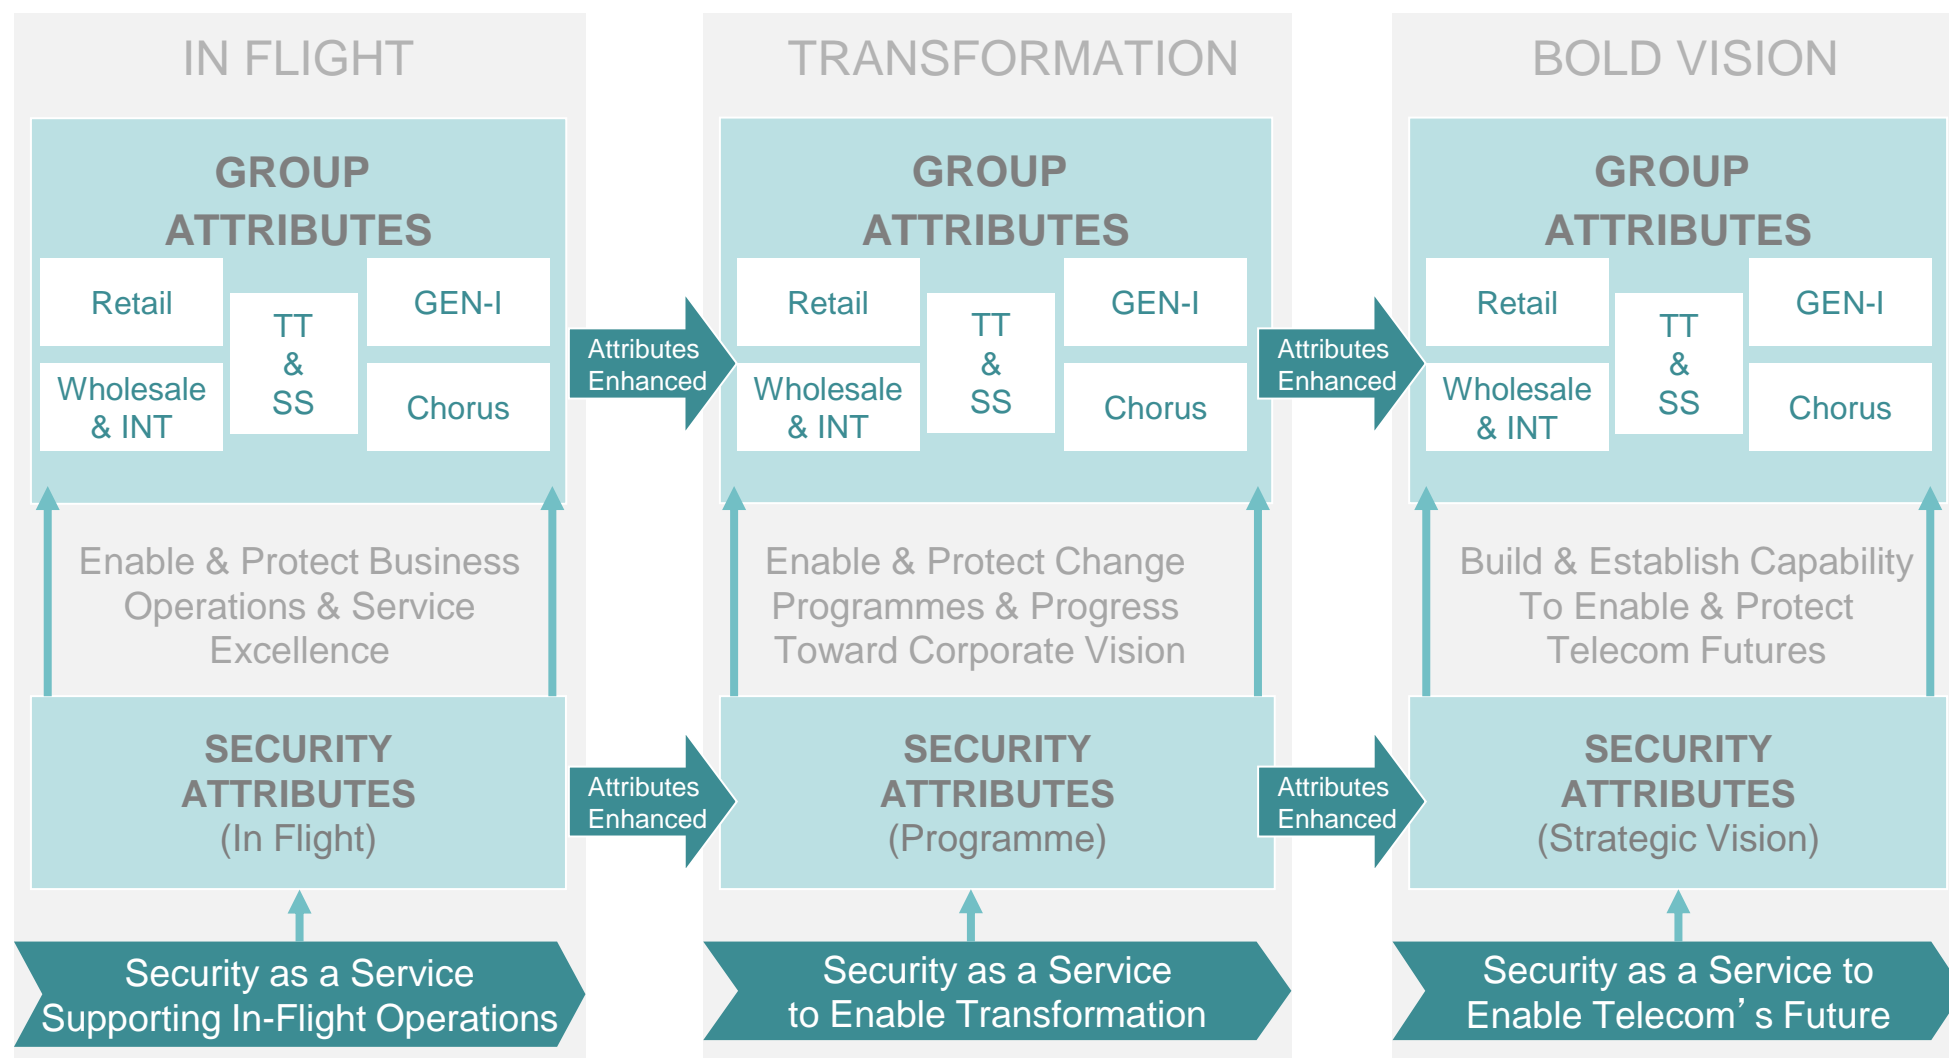 IN FLIGHT
GROUP
ATTRIBUTES
Retail
GEN-I
TT
&
SS
Wholesale
& INT
Chorus
Enable & Protect Business
Operations & Service
Excellence
SECURITY
ATTRIBUTES
(In Flight)
Security as a Service
Supporting In-Flight Operations
Attributes
Enhanced
Attributes
Enhanced
TRANSFORMATION
GROUP
ATTRIBUTES
Retail
GEN-I
TT
&
SS
Wholesale
& INT
Chorus
Enable & Protect Change
Programmes & Progress
Toward Corporate Vision
SECURITY
ATTRIBUTES
(Programme)
Security as a Service
to Enable Transformation
Attributes
Enhanced
Attributes
Enhanced
BOLD VISION
GROUP
ATTRIBUTES
Retail
GEN-I
TT
&
SS
Wholesale
& INT
Chorus
Build & Establish Capability
To Enable & Protect
Telecom Futures
SECURITY
ATTRIBUTES
(Strategic Vision)
Security as a Service to
Enable Telecom’s Future